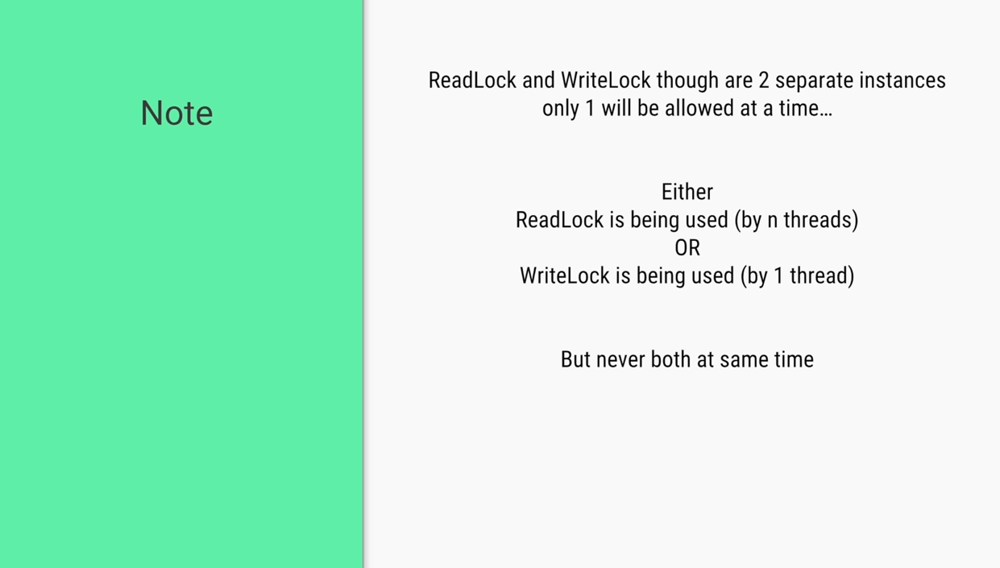 Note
ReadLock and WriteLock though are 2 separate instances
only 1 will be allowed at a time...
Either
ReadLock is being used (by n threads)
OR
WriteLock is being used (by 1 thread)
But never both at same time